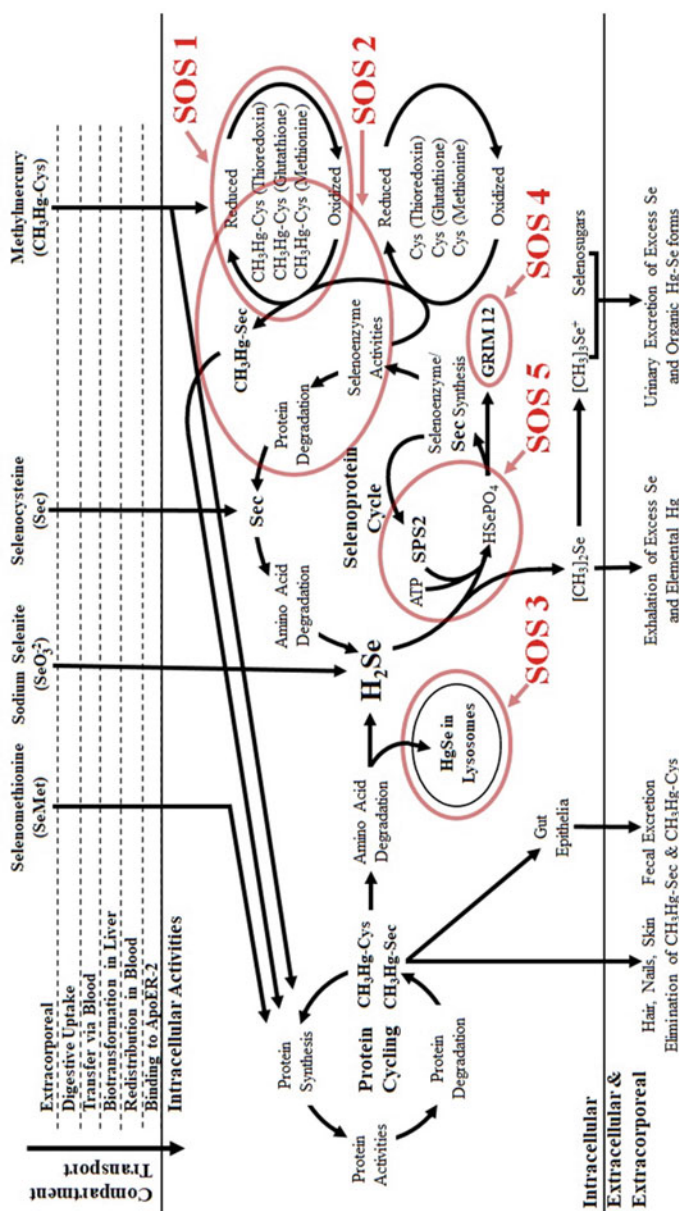 Compartment
Transport
Extracorporeal
Digestive Uptake
Transfer via Blood
Biotransformation in Liver
Redistribution in Blood
Binding to ApoER-2
Intracellular Activities
Selenomethionine
(SeMet)
Sodium Selenite
(SeO₃²⁻)
Selenocysteine
(Sec)
Methylmercury
(CH₃Hg-Cys)
SOS 1
Reduced
CH₃Hg-Cys (Thioredoxin)
CH₃Hg-Cys (Glutathione)
CH₃Hg-Cys (Methionine)
Oxidized
SOS 2
Reduced
Cys (Thioredoxin)
Cys (Glutathione)
Cys (Methionine)
Oxidized
CH₃Hg-Sec
Selenoenzyme
Activities
Protein
Degradation
Sec
Amino Acid
Degradation
H₂Se
Selenoprotein
Cycle
SPS2
ATP
HSePO₄
Selenoenzyme/
Sec Synthesis
GRIM 12
SOS 4
SOS 5
SOS 3
HgSe in
Lysosomes
Amino Acid
Degradation
Protein
Synthesis
Protein
Cycling
CH₃Hg-Cys
CH₃Hg-Sec
Protein
Activities
Protein
Degradation
Gut
Epithelia
[CH₃]₂Se
[CH₃]₃Se⁺
Selenosugars
Intracellular
Extracellular &
Extracorporeal
Hair, Nails, Skin
Fecal Excretion
Elimination of CH₃Hg-Sec & CH₃Hg-Cys
Exhalation of Excess Se
and Elemental Hg
Urinary Excretion of Excess Se
and Organic Hg-Se forms